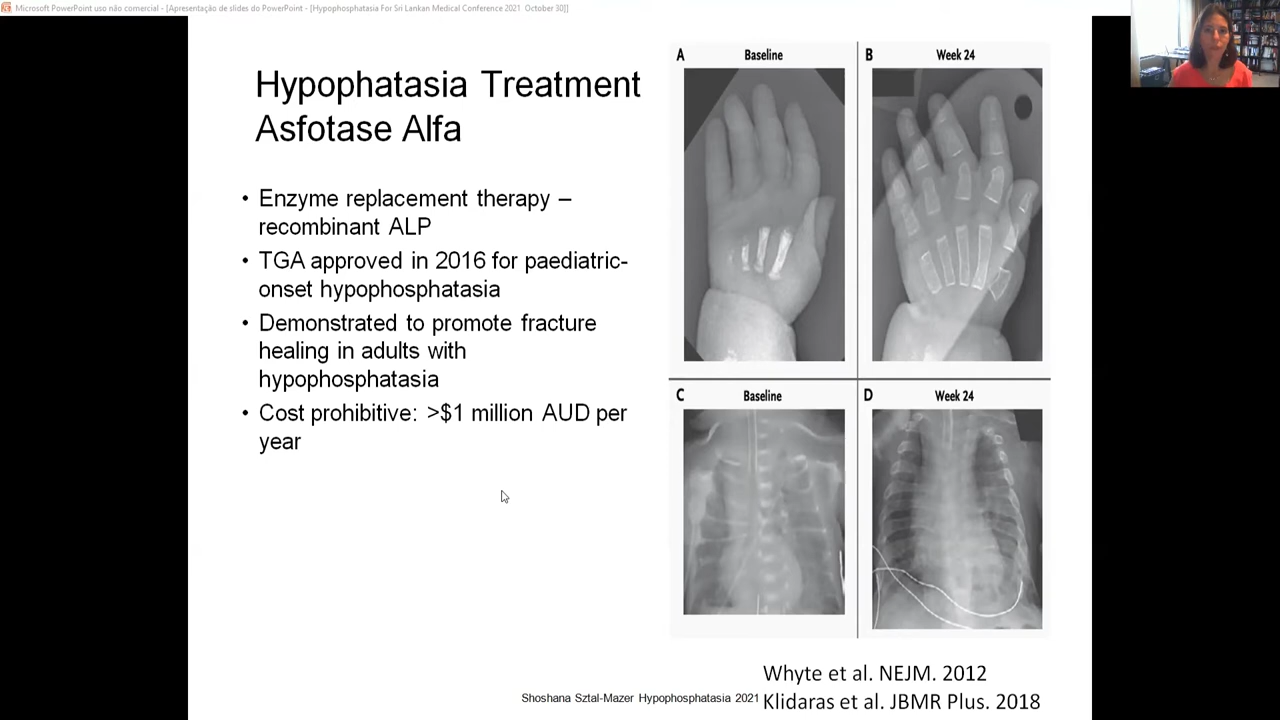 Microsoft PowerPoint uso não comercial - [Apresentação de slides do PowerPoint - [Hypophosphatasia For Sri Lankan Medical Conference 2021 October 30]]
Hypophatasia Treatment
Asfotase Alfa
• Enzyme replacement therapy –
recombinant ALP
• TGA approved in 2016 for paediatric-
onset hypophosphatasia
• Demonstrated to promote fracture
healing in adults with
hypophosphatasia
• Cost prohibitive: >$1 million AUD per
year
A Baseline
B Week 24
C Baseline
D Week 24
Whyte et al. NEJM. 2012
Shoshana Sztal-Mazer Hypophosphatasia 2021
Klidaras et al. JBMR Plus. 2018